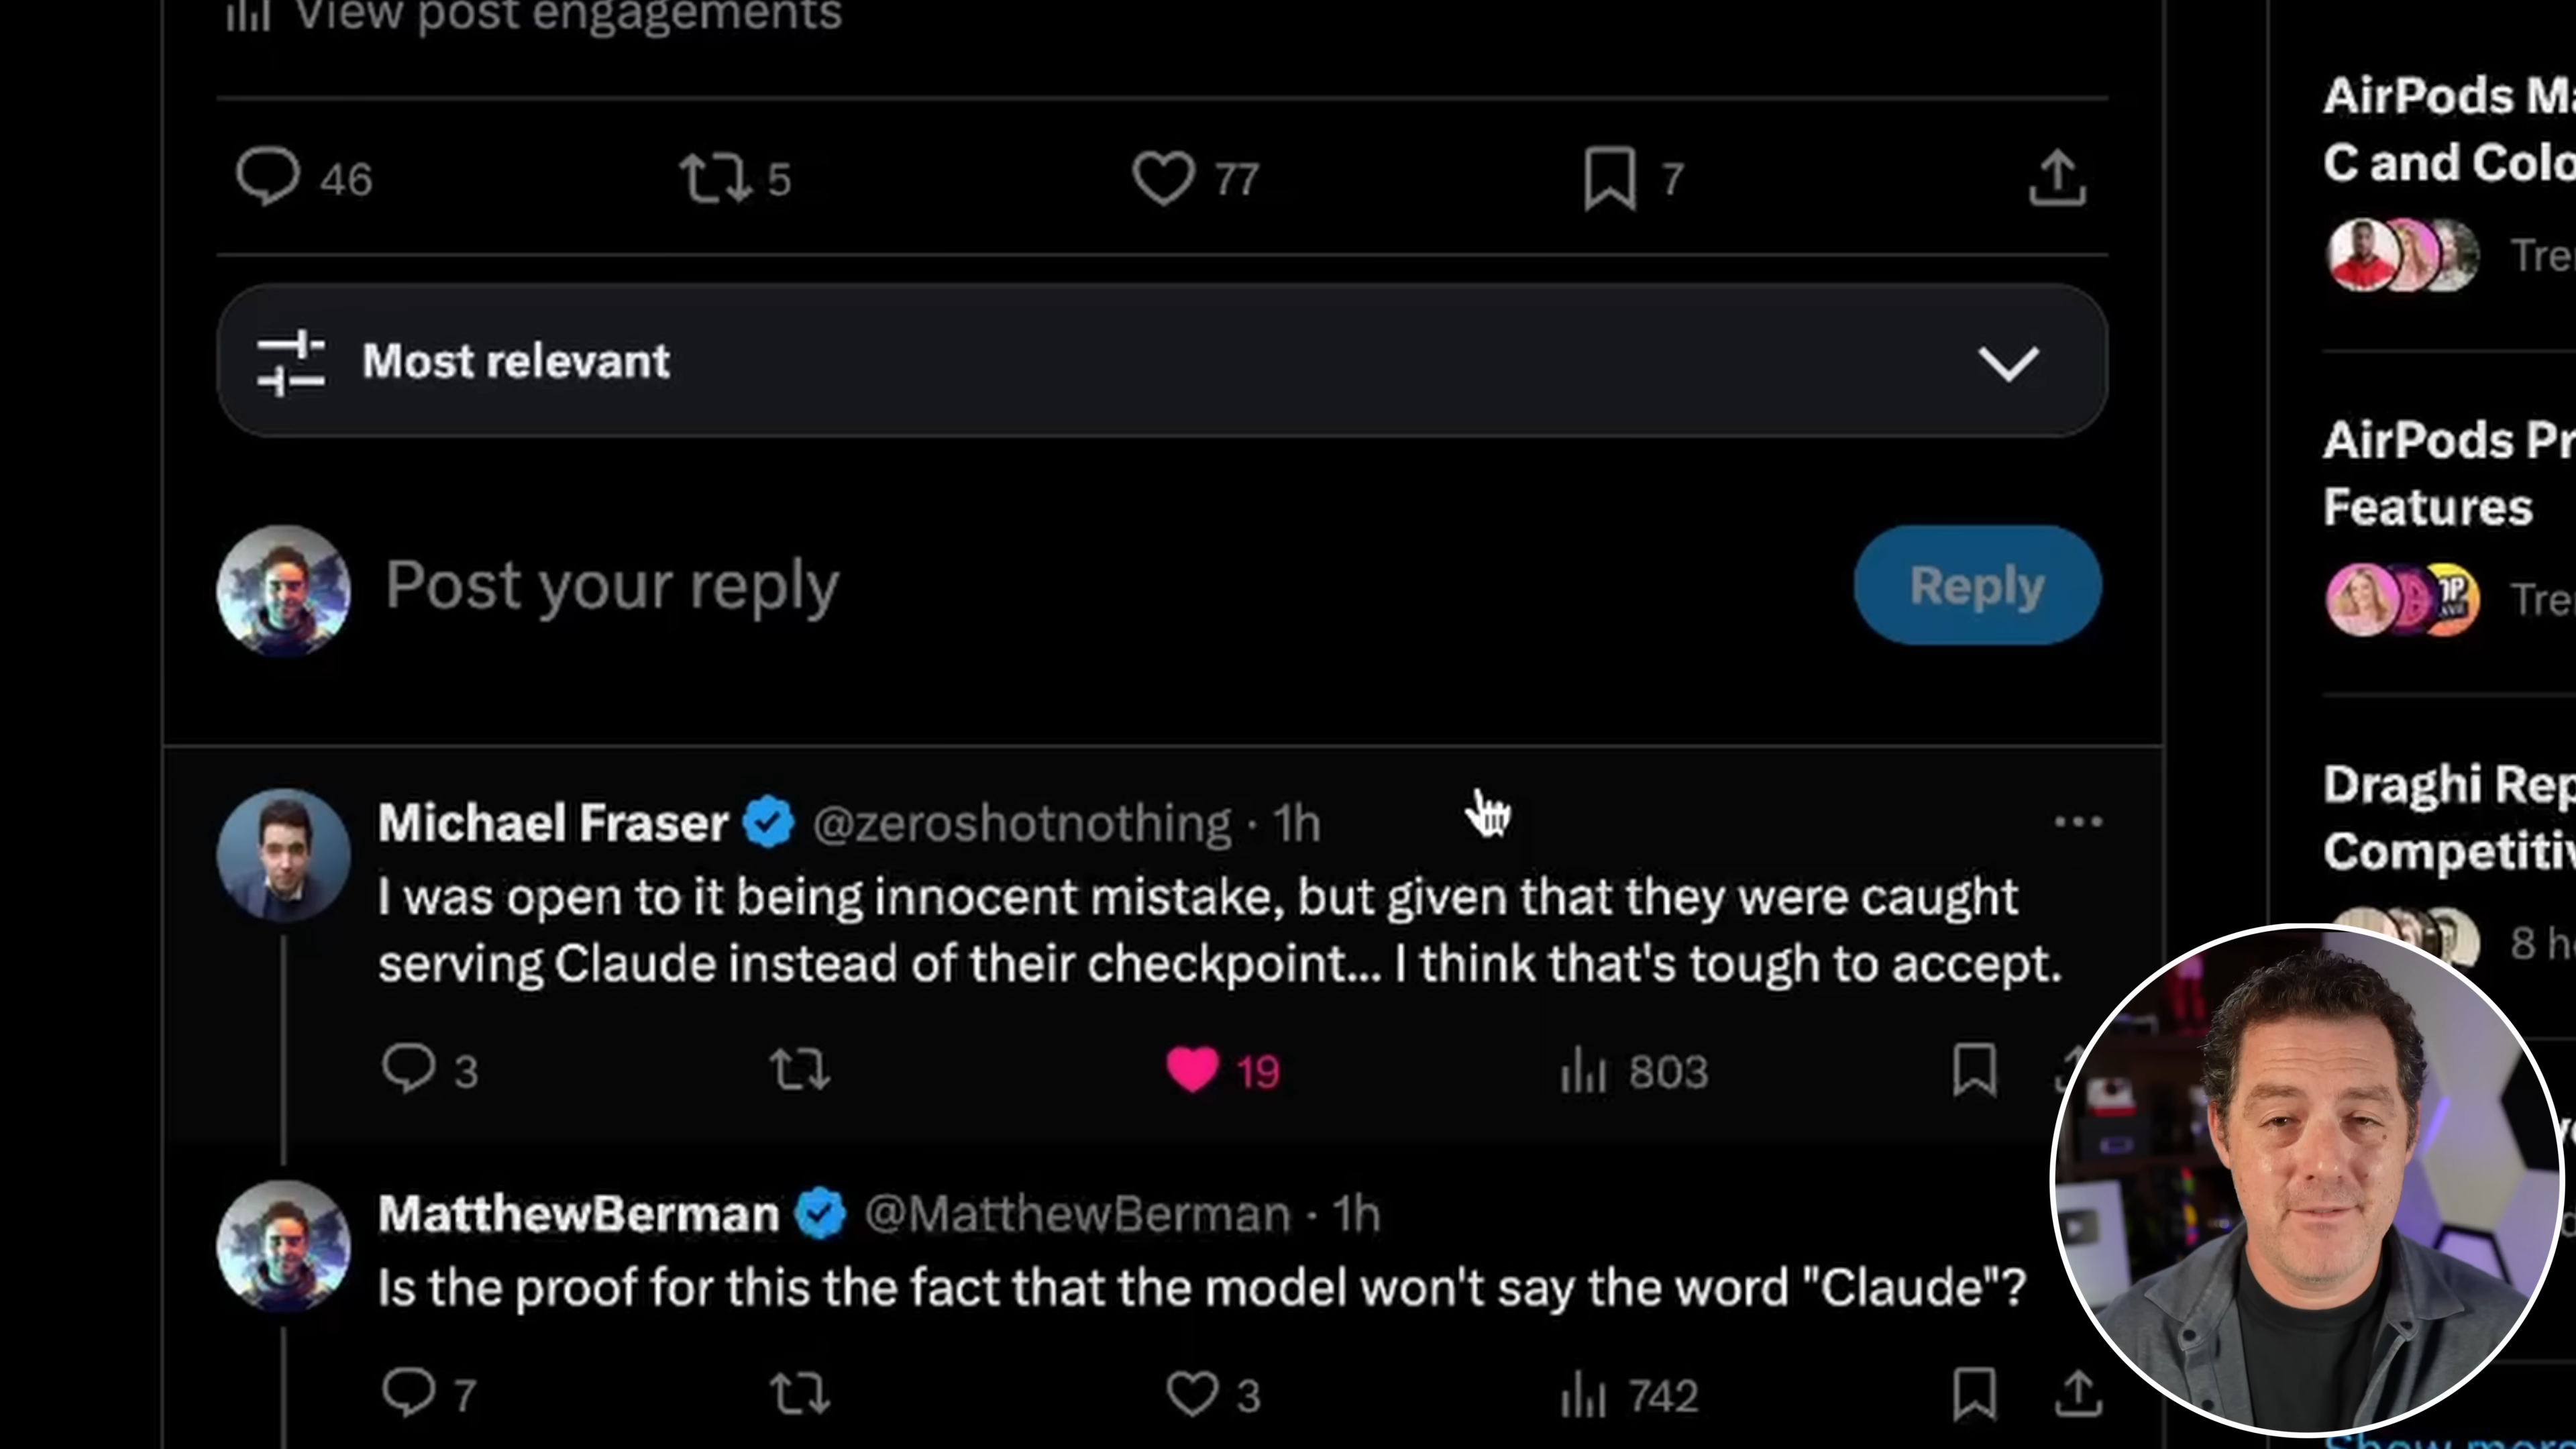 View post engagements
46
5
77
7
Most relevant
Post your reply
Reply
Michael Fraser @zeroshotnothing · 1h
I was open to it being innocent mistake, but given that they were caught
serving Claude instead of their checkpoint... I think that's tough to accept.
3
19
803
MatthewBerman @MatthewBerman · 1h
Is the proof for this the fact that the model won't say the word "Claude"?
7
3
742
AirPods Ma
C and Colo
Tre
AirPods Pr
Features
Tre
Draghi Rep
Competitiv
8 h
Show more